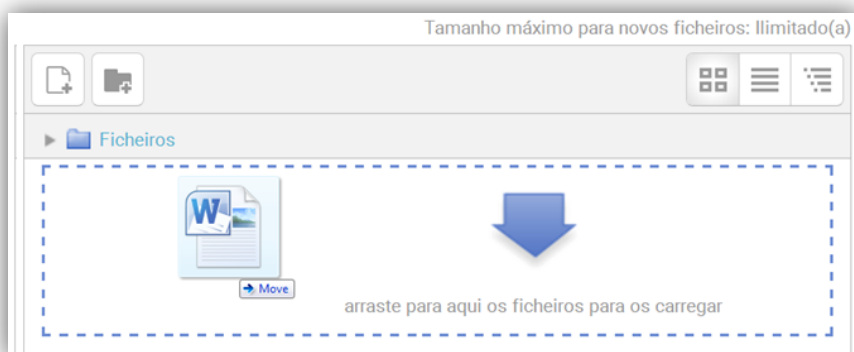 Tamanho máximo para novos ficheiros: Ilimitado(a)
Ficheiros
W
Move
arraste para aqui os ficheiros para os carregar